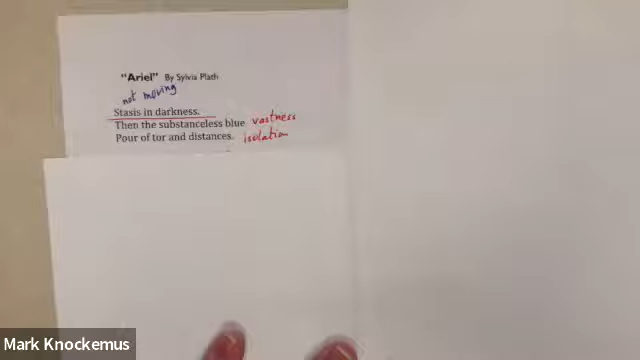 "Ariel" By Sylvia Plath
not moving
Stasis in darkness.
Then the substanceless blue vastness
Pour of tor and distances. isolation
Mark Knockemus